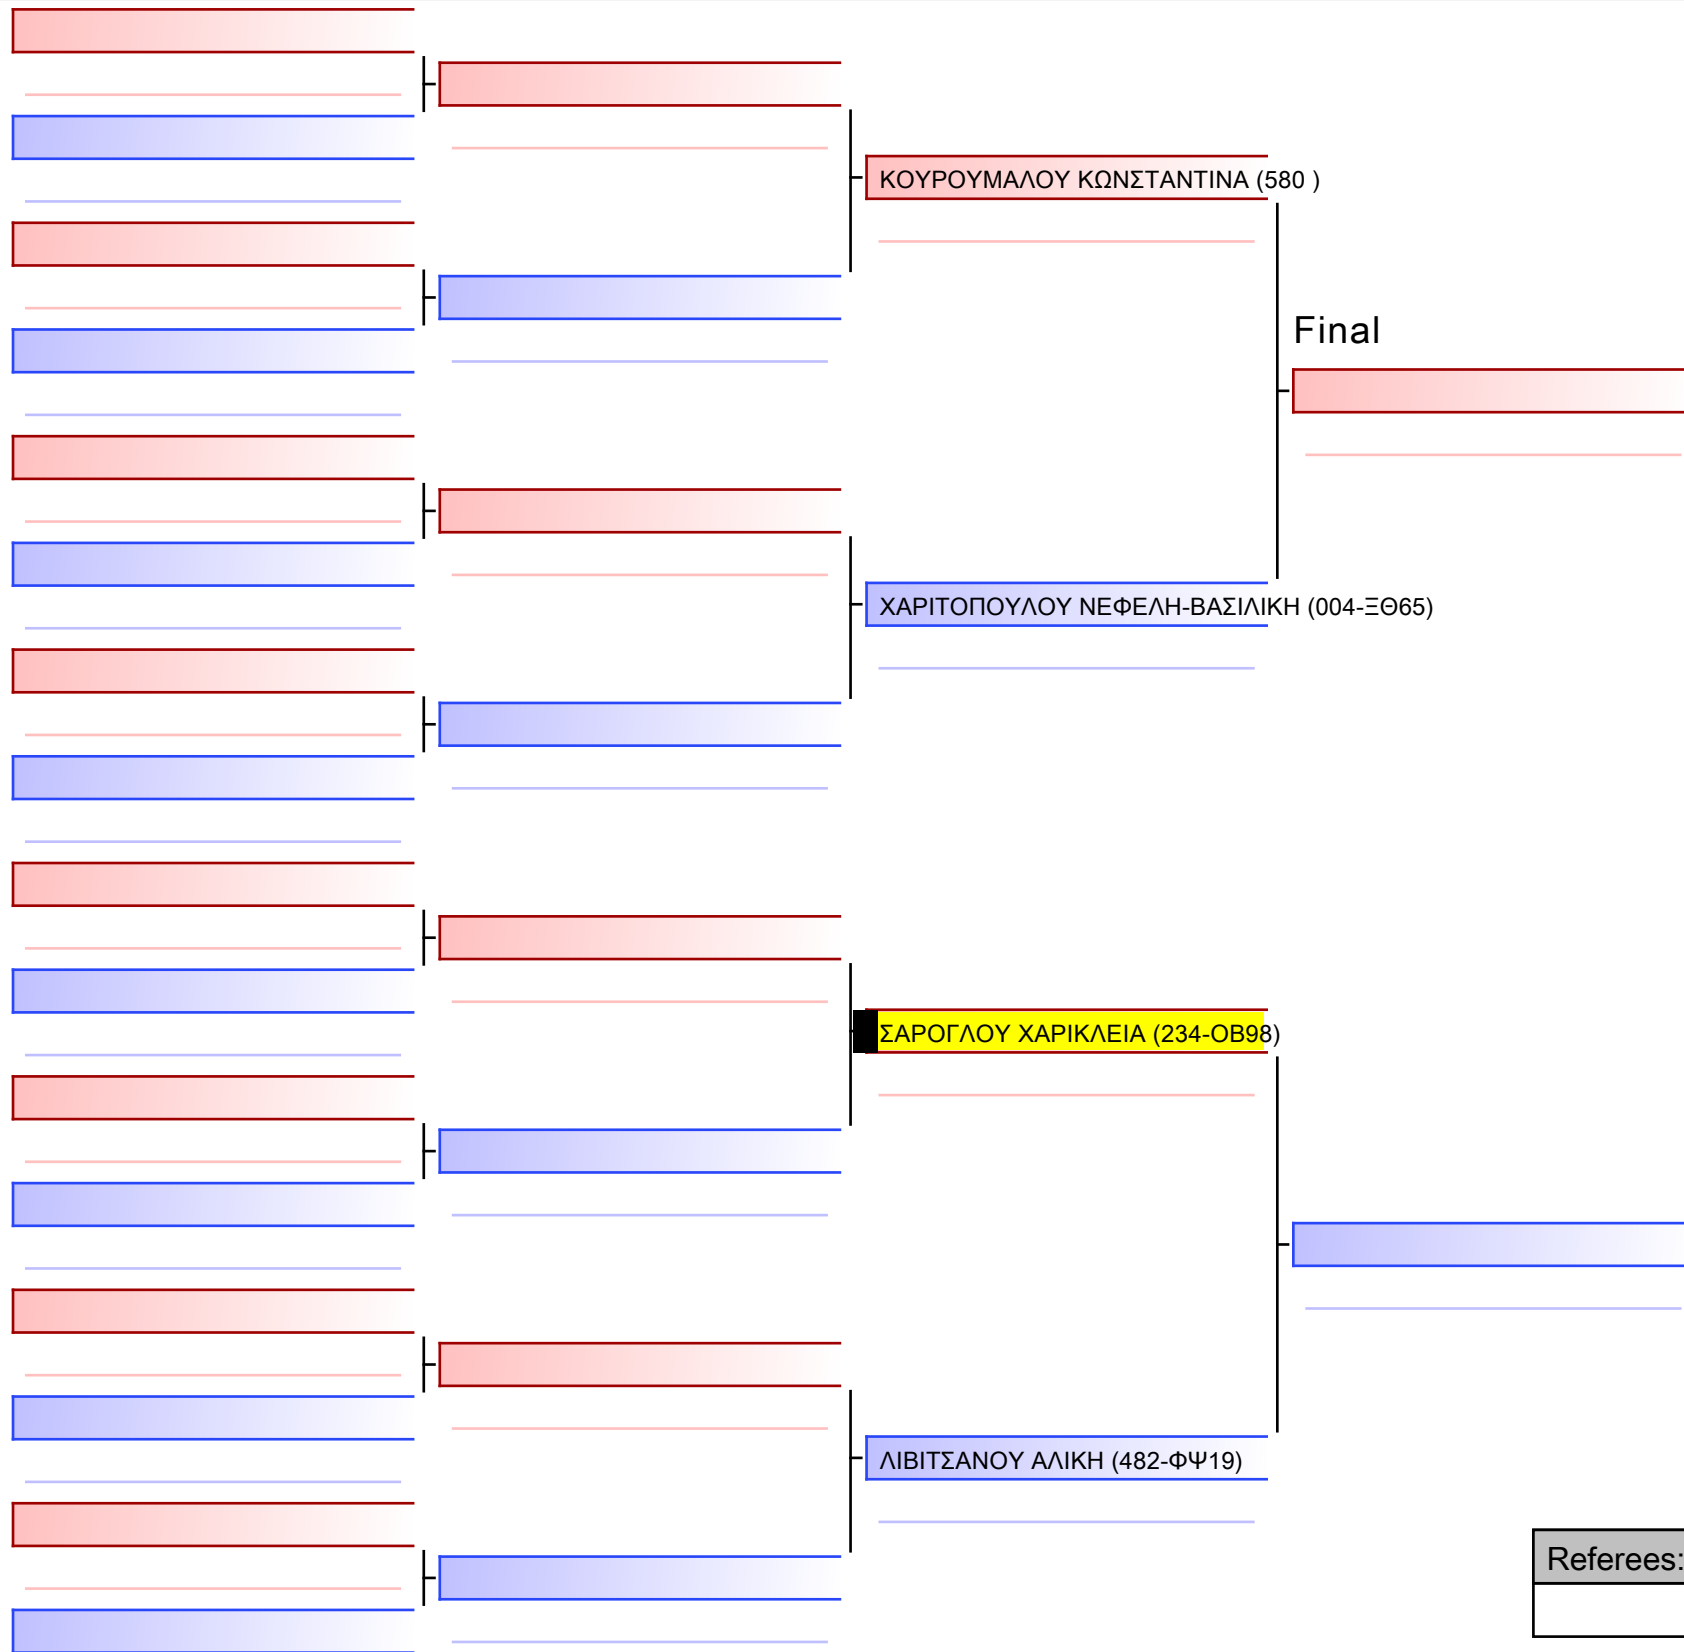 ΚΟΥΡΟΥΜΑΛΟΥ ΚΩΝΣΤΑΝΤΙΝΑ (580 )
Final
ΧΑΡΙΤΟΠΟΥΛΟΥ ΝΕΦΕΛΗ-ΒΑΣΙΛΙΚΗ (004-ΞΘ65)
ΣΑΡΟΓΛΟΥ ΧΑΡΙΚΛΕΙΑ (234-ΟΒ98)
ΛΙΒΙΤΣΑΝΟΥ ΑΛΙΚΗ (482-ΦΨ19)
Referees: